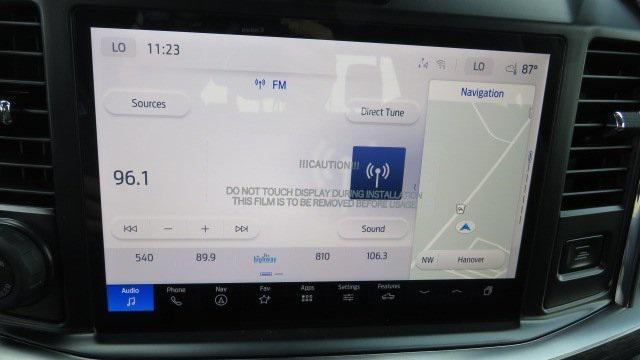 LO 11:23 LO 87°
FM
Navigation
Sources
Direct Tune
!!!CAUTION!!!
96.1
DO NOT TOUCH DISPLAY DURING INSTALLATION
THIS FILM IS TO BE REMOVED BEFORE USAGE
Sound
540 89.9 highway 810 106.3
NW Hanover
Audio Phone Nav Fav Apps Settings Features